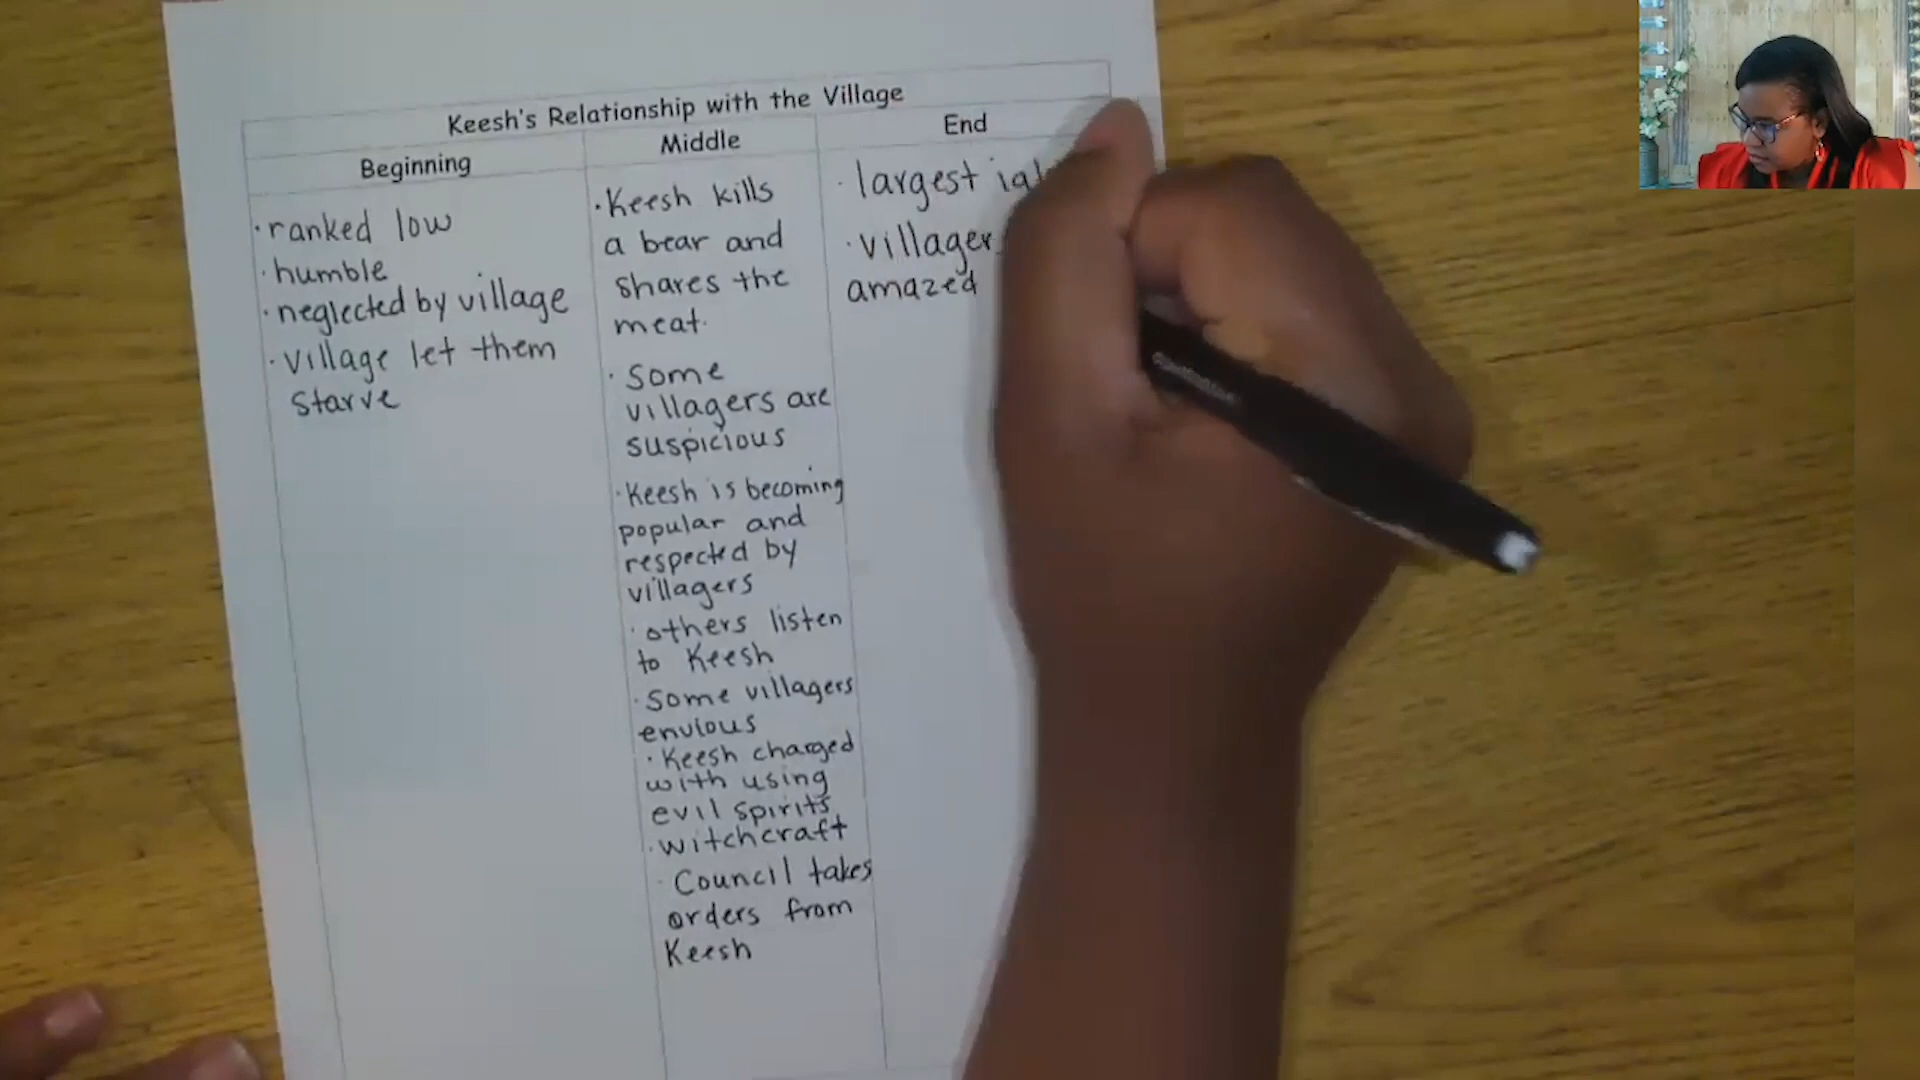 Keesh's Relationship with the Village
Beginning
Middle
End
· ranked low
· humble
· neglected by village
· village let them
starve
· Keesh kills
a bear and
shares the
meat.
· Some
villagers are
suspicious
· Keesh is becoming
popular and
respected by
villagers
· others listen
to Keesh
· Some villagers
envious
· Keesh charged
with using
evil spirits
· witchcraft
· Council takes
orders from
Keesh
· largest
·
amazed